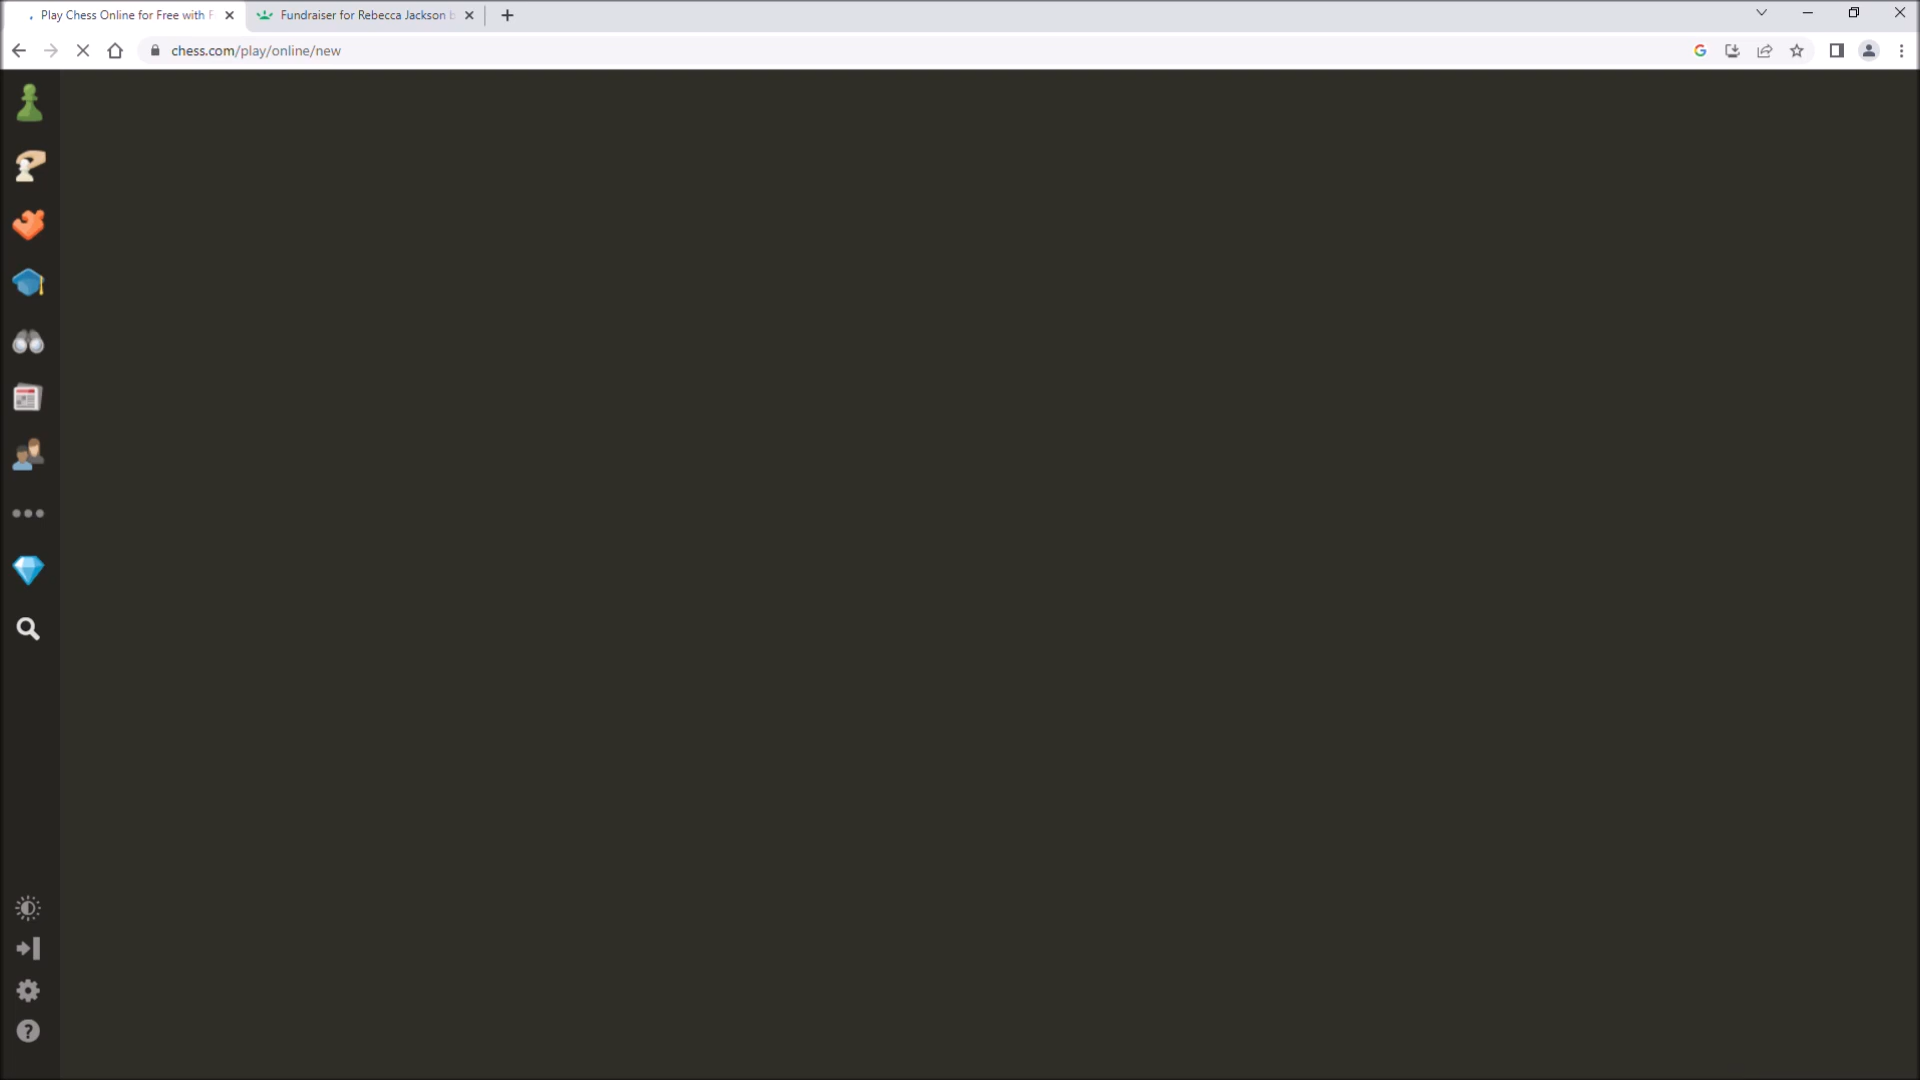 Play Chess Online for Free with F
Fundraiser for Rebecca Jackson b
chess.com/play/online/new